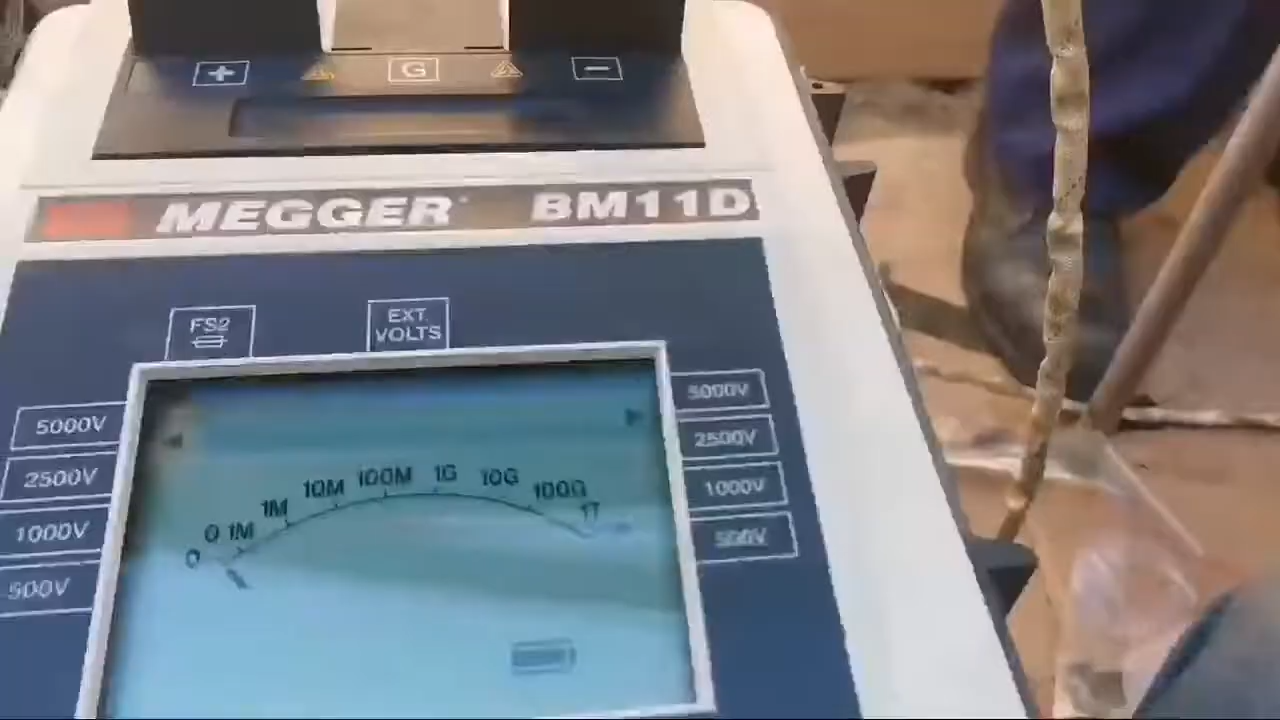 + G −
MEGGER BM11D
FS2
EXT
VOLTS
5000V
2500V
1000V
500V
5000V
2500V
1000V
500V
0 0 1M 1M 10M 100M 1G 10G 100G 1T